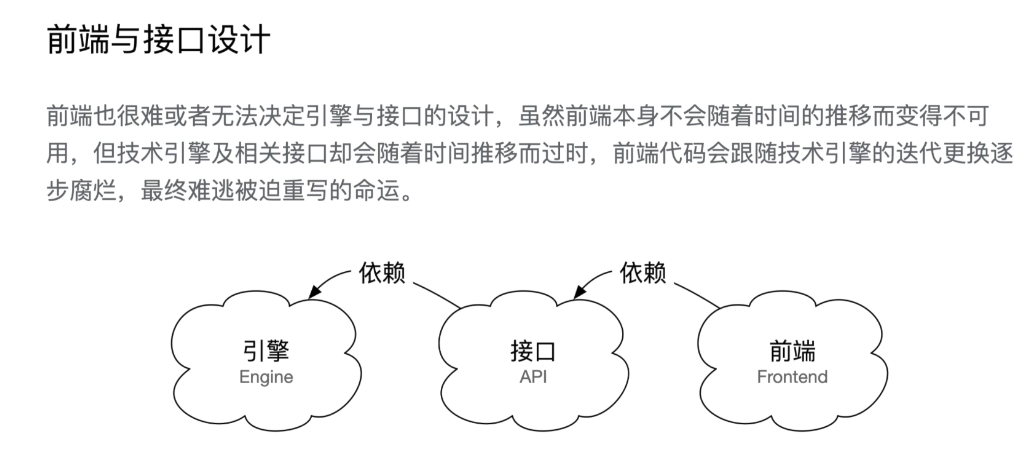 前端与接口设计
前端也很难或者无法决定引擎与接口的设计，虽然前端本身不会随着时间的推移而变得不可
用，但技术引擎及相关接口却会随着时间推移而过时，前端代码会跟随技术引擎的迭代更换逐
步腐烂，最终难逃被迫重写的命运。
依赖
依赖
引擎
Engine
接口
API
前端
Frontend